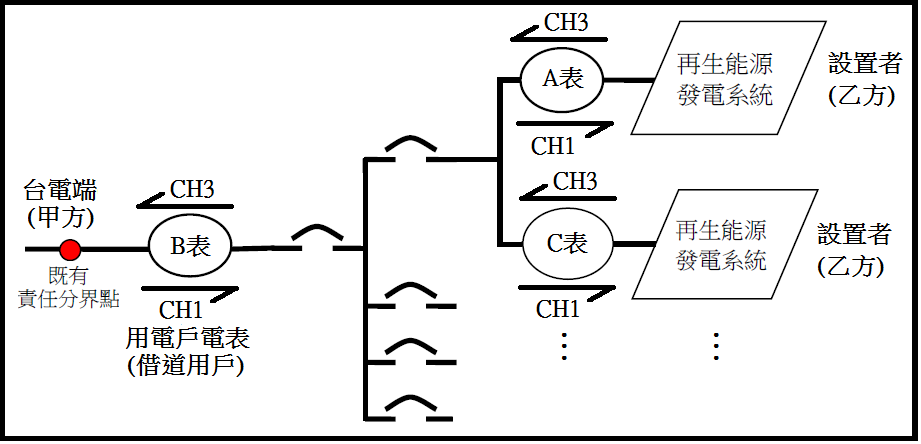 CH3
A表
CH1
再生能源
發電系統
設置者
(乙方)
台電端
(甲方)
CH3
B表
CH1
既有
責任分界點
用電戶電表
(借道用戶)
CH3
C表
CH1
再生能源
發電系統
設置者
(乙方)
⋮
⋮